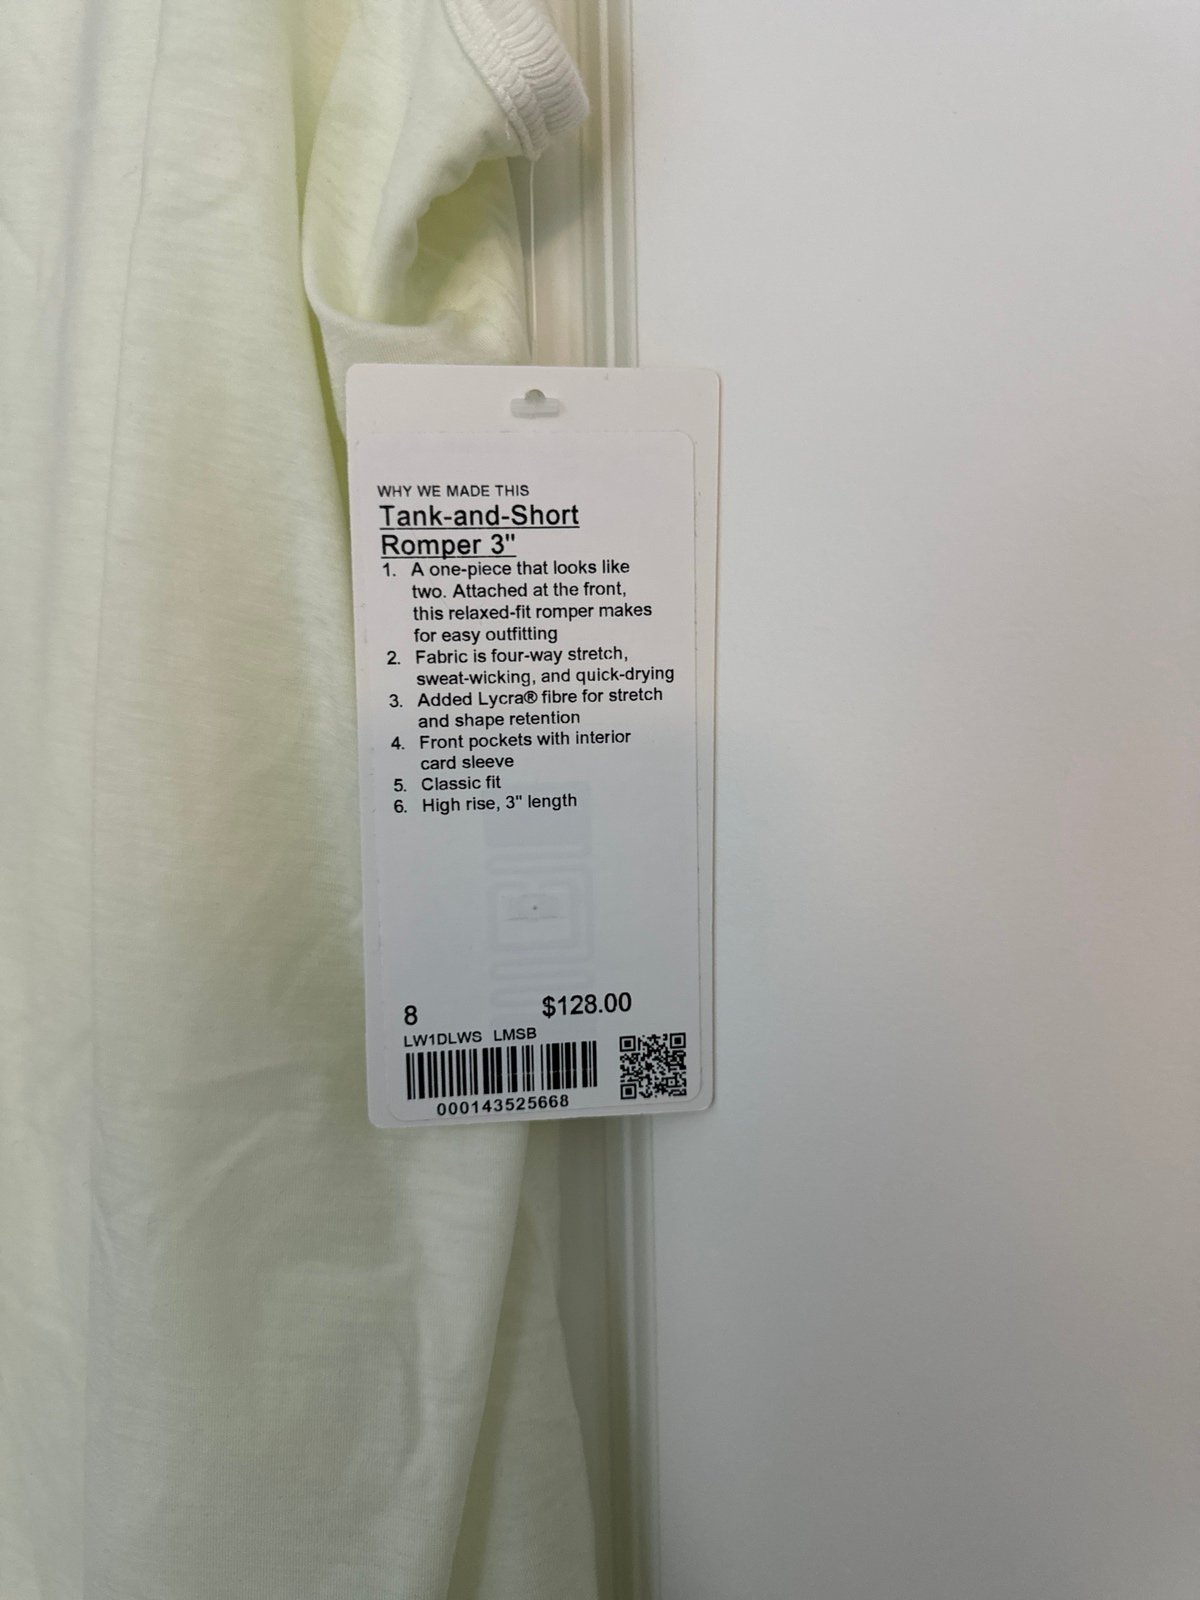 WHY WE MADE THIS
Tank-and-Short
Romper 3"
1. A one-piece that looks like
two. Attached at the front,
this relaxed-fit romper makes
for easy outfitting
2. Fabric is four-way stretch,
sweat-wicking, and quick-drying
3. Added Lycra® fibre for stretch
and shape retention
4. Front pockets with interior
card sleeve
5. Classic fit
6. High rise, 3" length
8 $128.00
LW1DLWS LMSB
000143525668